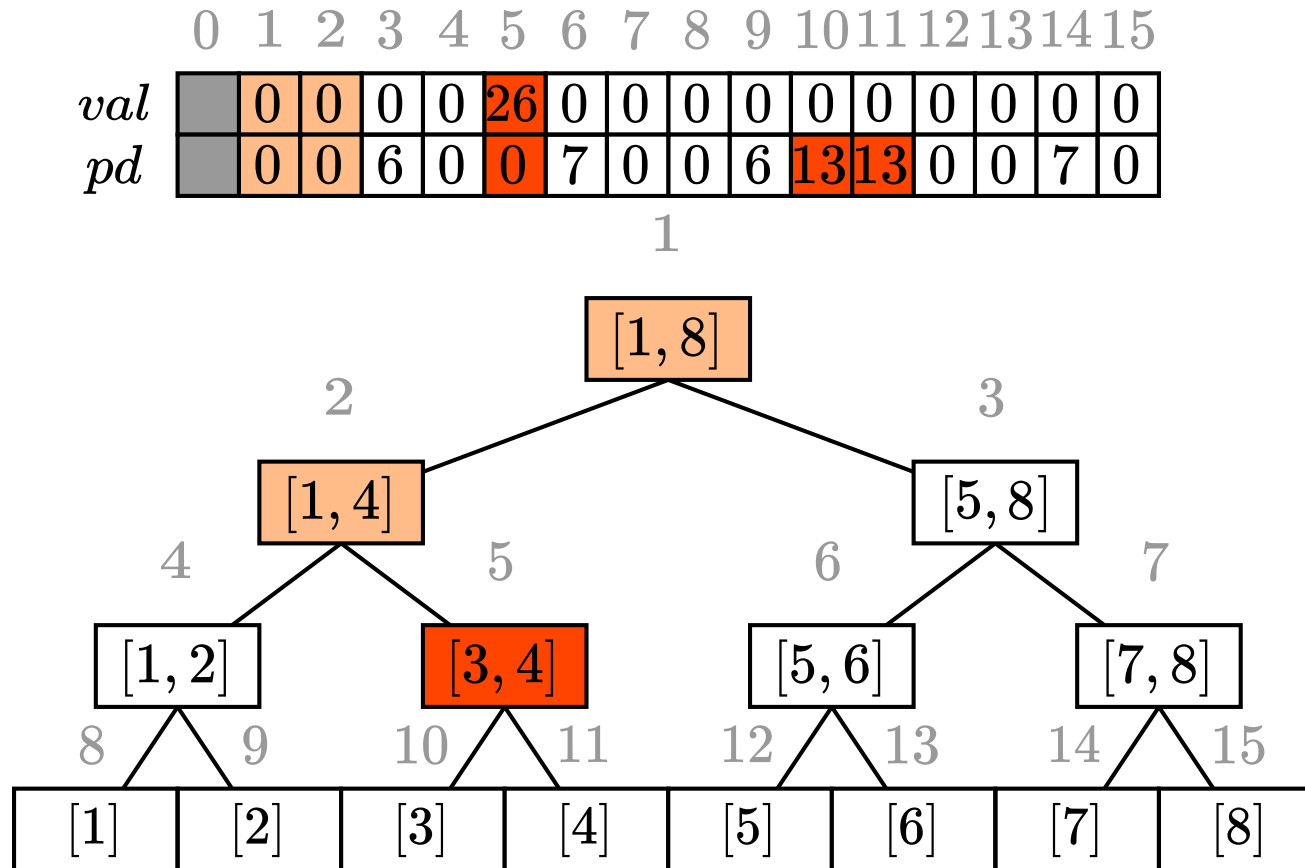 0 1 2 3 4 5 6 7 8 9 10 11 12 13 14 15
val 0 0 0 0 26 0 0 0 0 0 0 0 0 0 0
pd 0 0 6 0 0 7 0 0 6 13 13 0 0 7 0
1
[1, 8]
2 3
[1, 4] [5, 8]
4 5 6 7
[1, 2] [3, 4] [5, 6] [7, 8]
8 9 10 11 12 13 14 15
[1] [2] [3] [4] [5] [6] [7] [8]